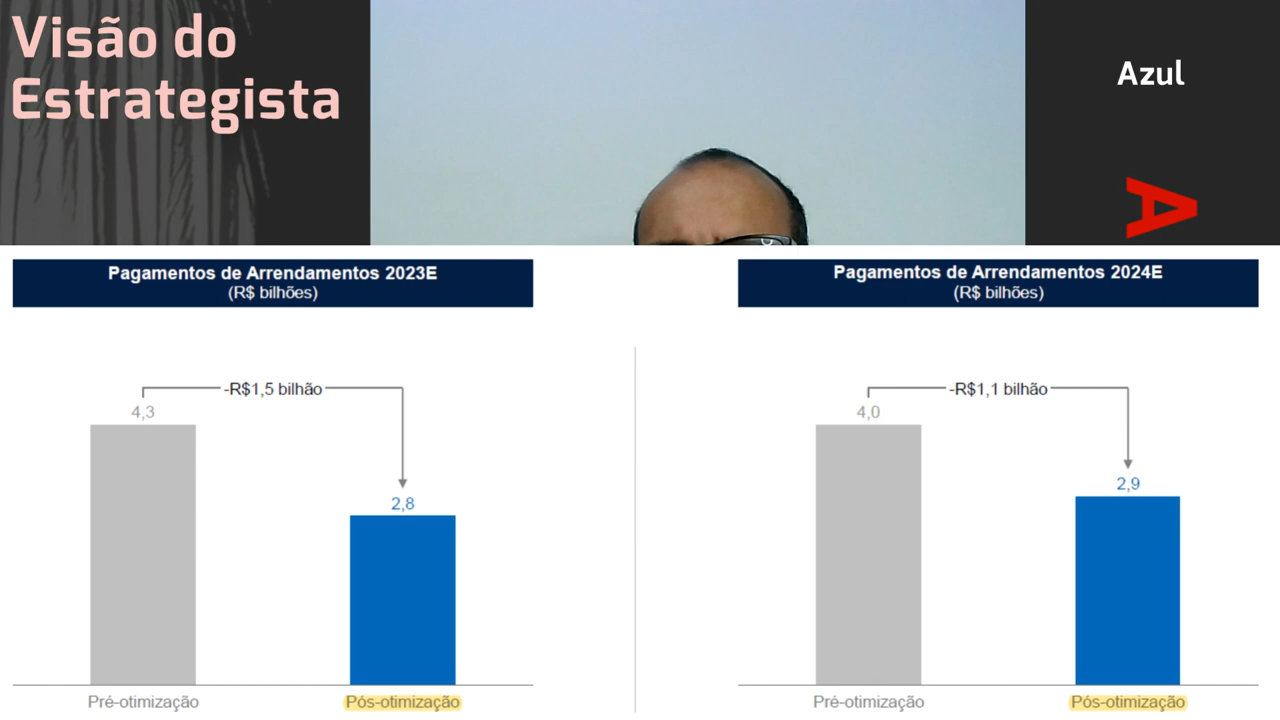 Visão do
Estrategista
Azul
A
Pagamentos de Arrendamentos 2023E
(R$ bilhões)
-R$1,5 bilhão
4,3
2,8
Pré-otimização
Pós-otimização
Pagamentos de Arrendamentos 2024E
(R$ bilhões)
-R$1,1 bilhão
4,0
2,9
Pré-otimização
Pós-otimização